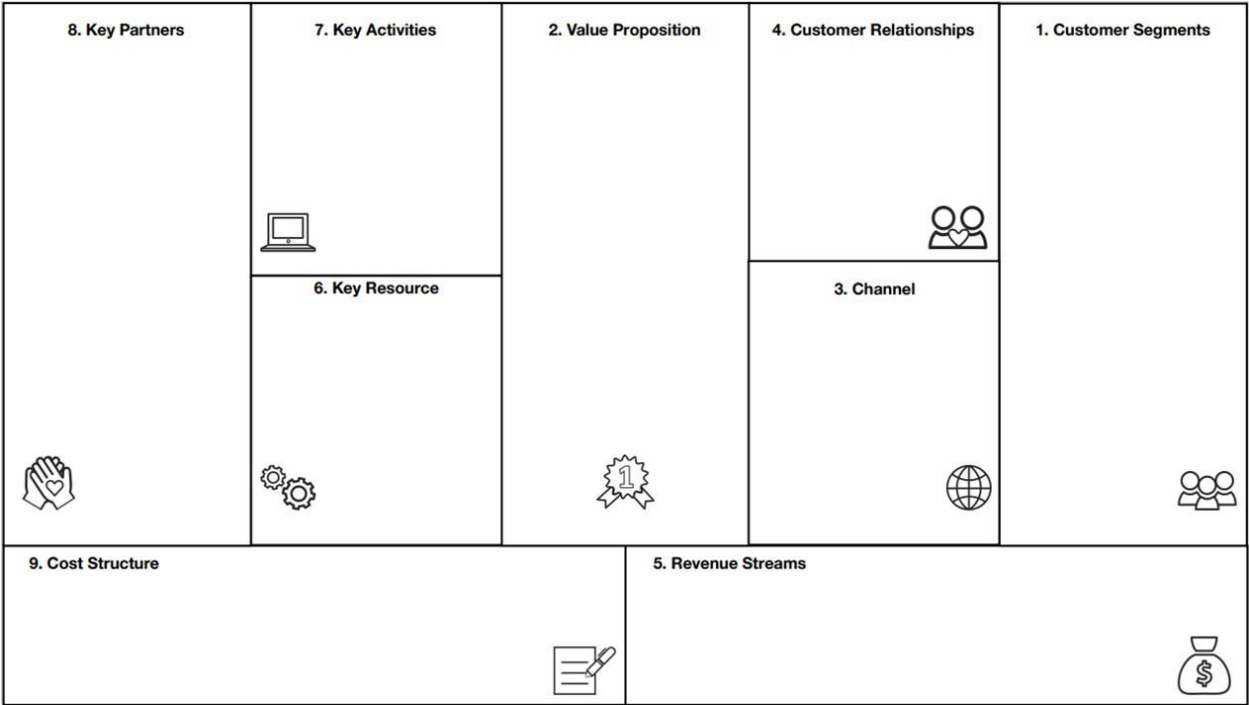 8. Key Partners
7. Key Activities
2. Value Proposition
4. Customer Relationships
1. Customer Segments
6. Key Resource
3. Channel
1
9. Cost Structure
5. Revenue Streams
$